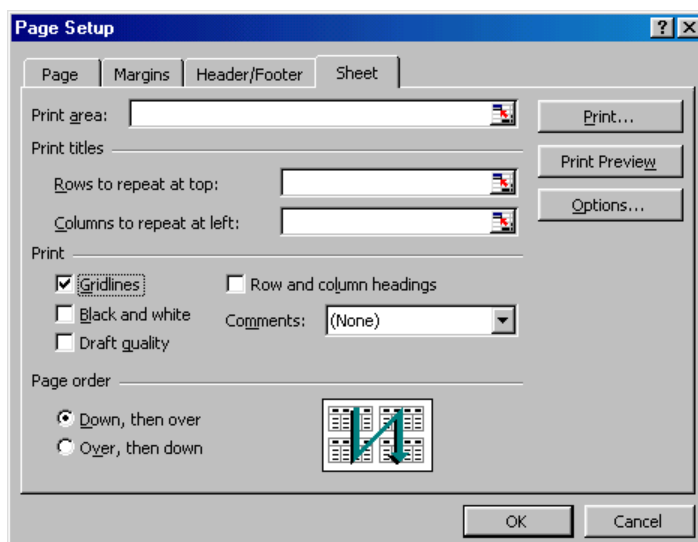 Page Setup
? X
Page Margins Header/Footer Sheet
Print area:
Print...
Print titles
Print Preview
Rows to repeat at top:
Options...
Columns to repeat at left:
Print
Gridlines
Row and column headings
Black and white
Comments: (None)
Draft quality
Page order
Down, then over
Over, then down
OK Cancel